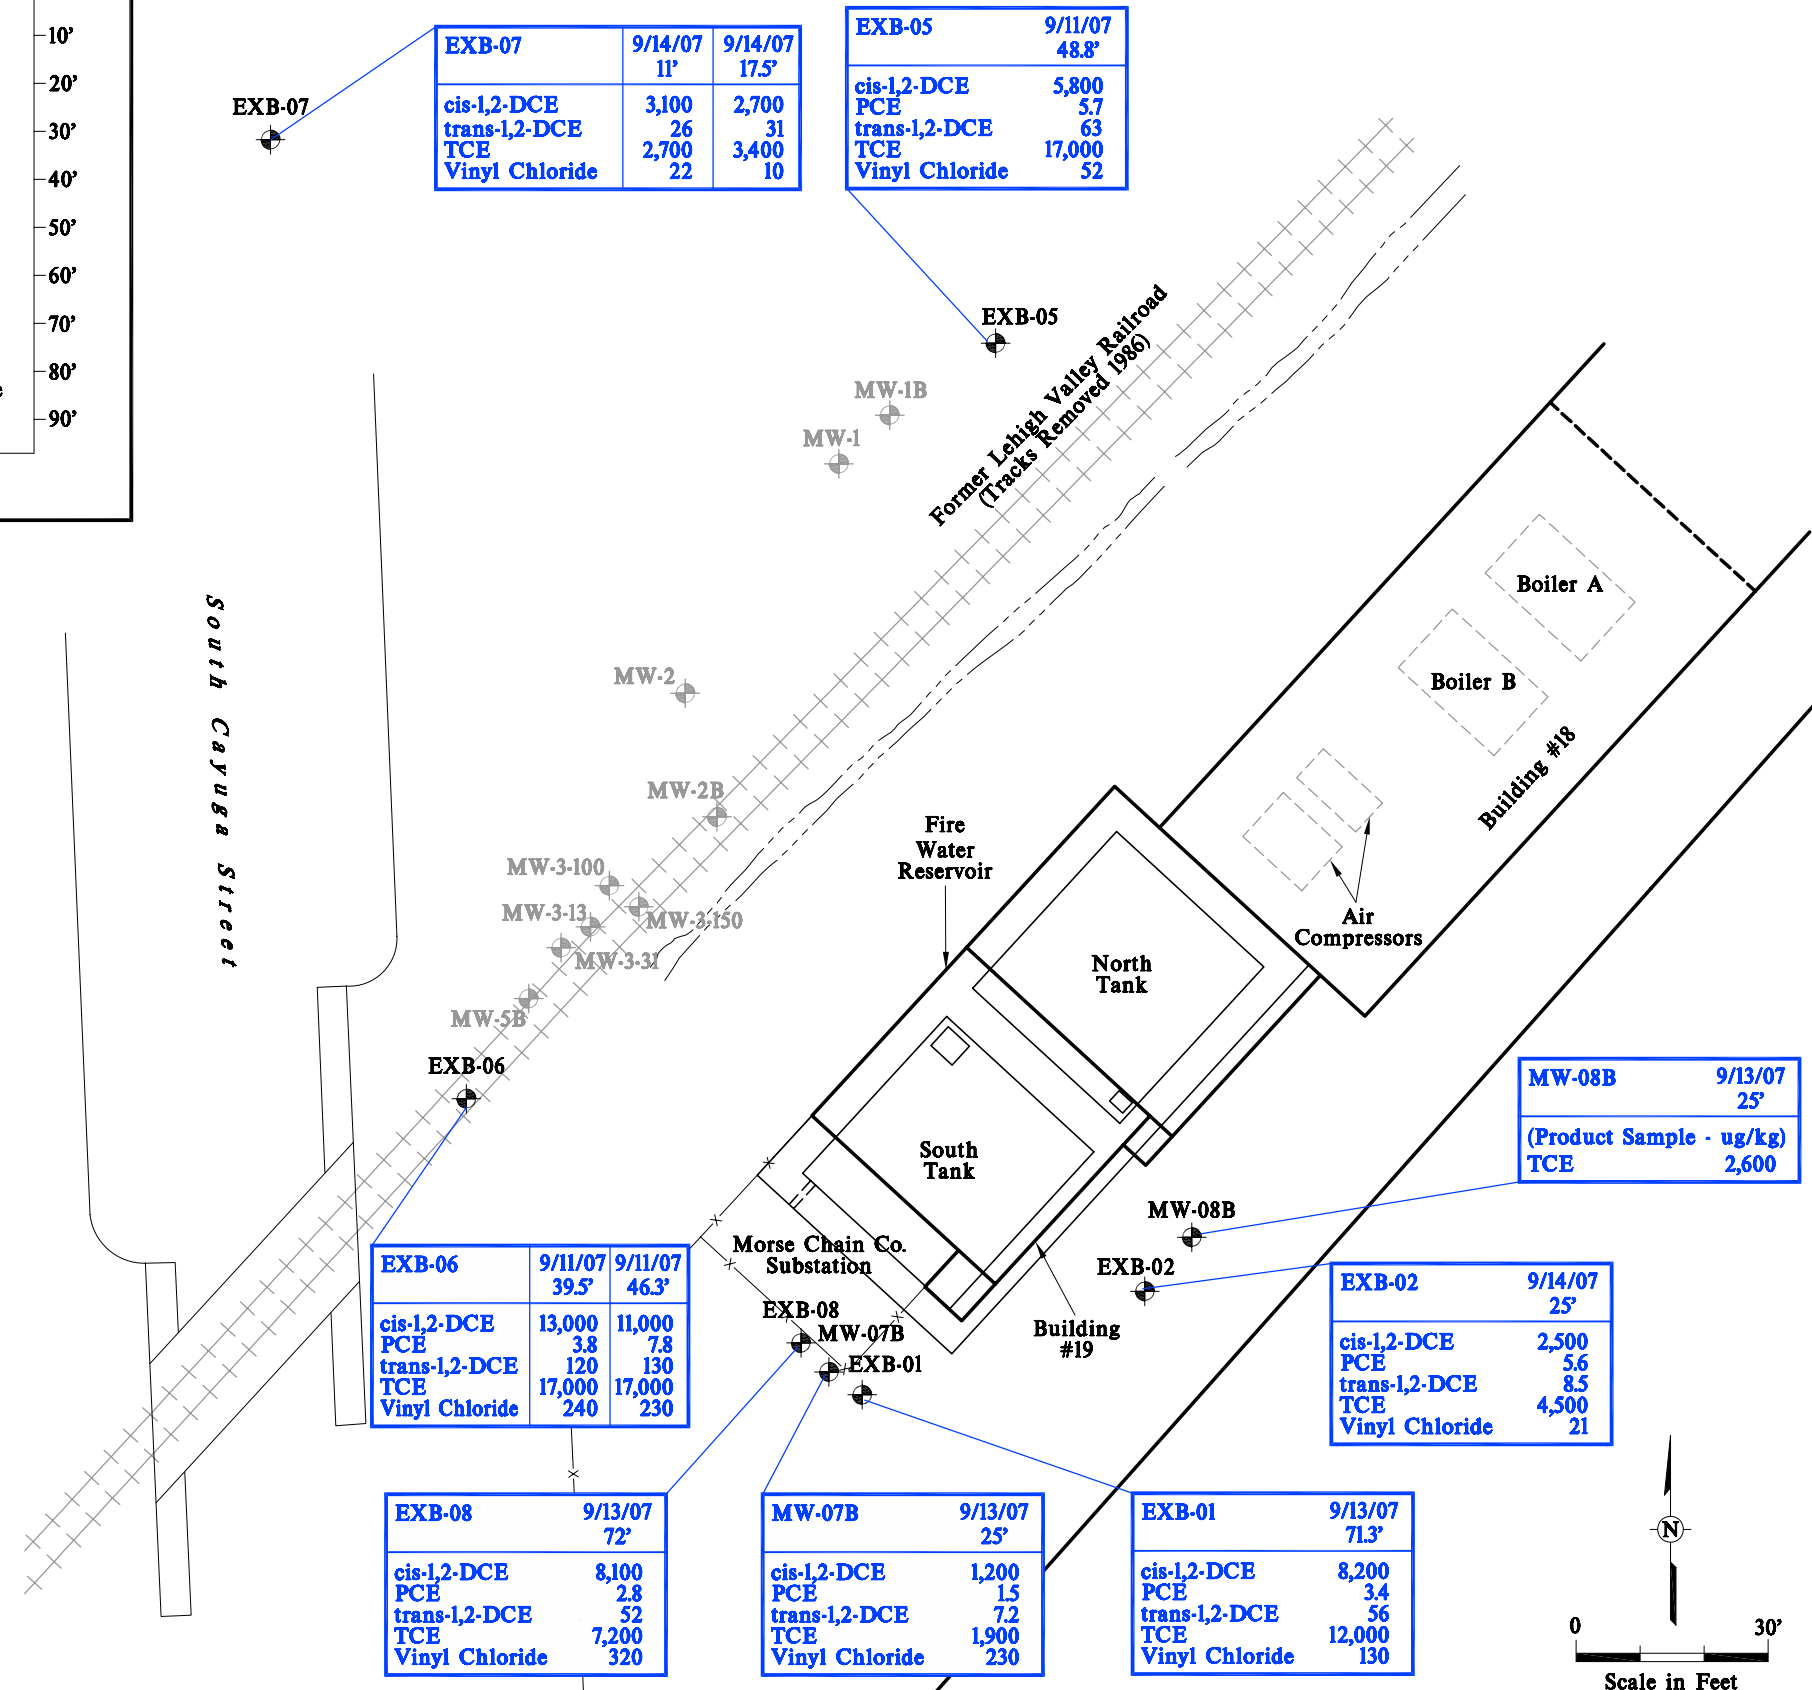 10’
20’
30’
40’
50’
60’
70’
80’
90’
e
EXB-07
EXB-07 9/14/07 9/14/07
11’ 17.5’
cis-1,2-DCE 3,100 2,700
trans-1,2-DCE 26 31
TCE 2,700 3,400
Vinyl Chloride 22 10
EXB-05 9/11/07
48.8’
cis-1,2-DCE 5,800
PCE 5.7
trans-1,2-DCE 63
TCE 17,000
Vinyl Chloride 52
EXB-05
MW-1B
MW-1
Former Lehigh Valley Railroad
(Tracks Removed 1986)
South Cayuga Street
MW-2
MW-2B
MW-3-100
MW-3-13
MW-3-150
MW-3-31
MW-5B
EXB-06
Boiler A
Boiler B
Building #18
Air
Compressors
Fire
Water
Reservoir
North
Tank
South
Tank
Morse Chain Co.
Substation
Building
#19
MW-08B
EXB-02
EXB-08
MW-07B
EXB-01
MW-08B 9/13/07
25’
(Product Sample - ug/kg)
TCE 2,600
EXB-06 9/11/07 9/11/07
39.5’ 46.3’
cis-1,2-DCE 13,000 11,000
PCE 3.8 7.8
trans-1,2-DCE 120 130
TCE 17,000 17,000
Vinyl Chloride 240 230
EXB-02 9/14/07
25’
cis-1,2-DCE 2,500
PCE 5.6
trans-1,2-DCE 8.5
TCE 4,500
Vinyl Chloride 21
EXB-08 9/13/07
72’
cis-1,2-DCE 8,100
PCE 2.8
trans-1,2-DCE 52
TCE 7,200
Vinyl Chloride 320
MW-07B 9/13/07
25’
cis-1,2-DCE 1,200
PCE 1.5
trans-1,2-DCE 7.2
TCE 1,900
Vinyl Chloride 230
EXB-01 9/13/07
71.3’
cis-1,2-DCE 8,200
PCE 3.4
trans-1,2-DCE 56
TCE 12,000
Vinyl Chloride 130
N
0 30’
Scale in Feet